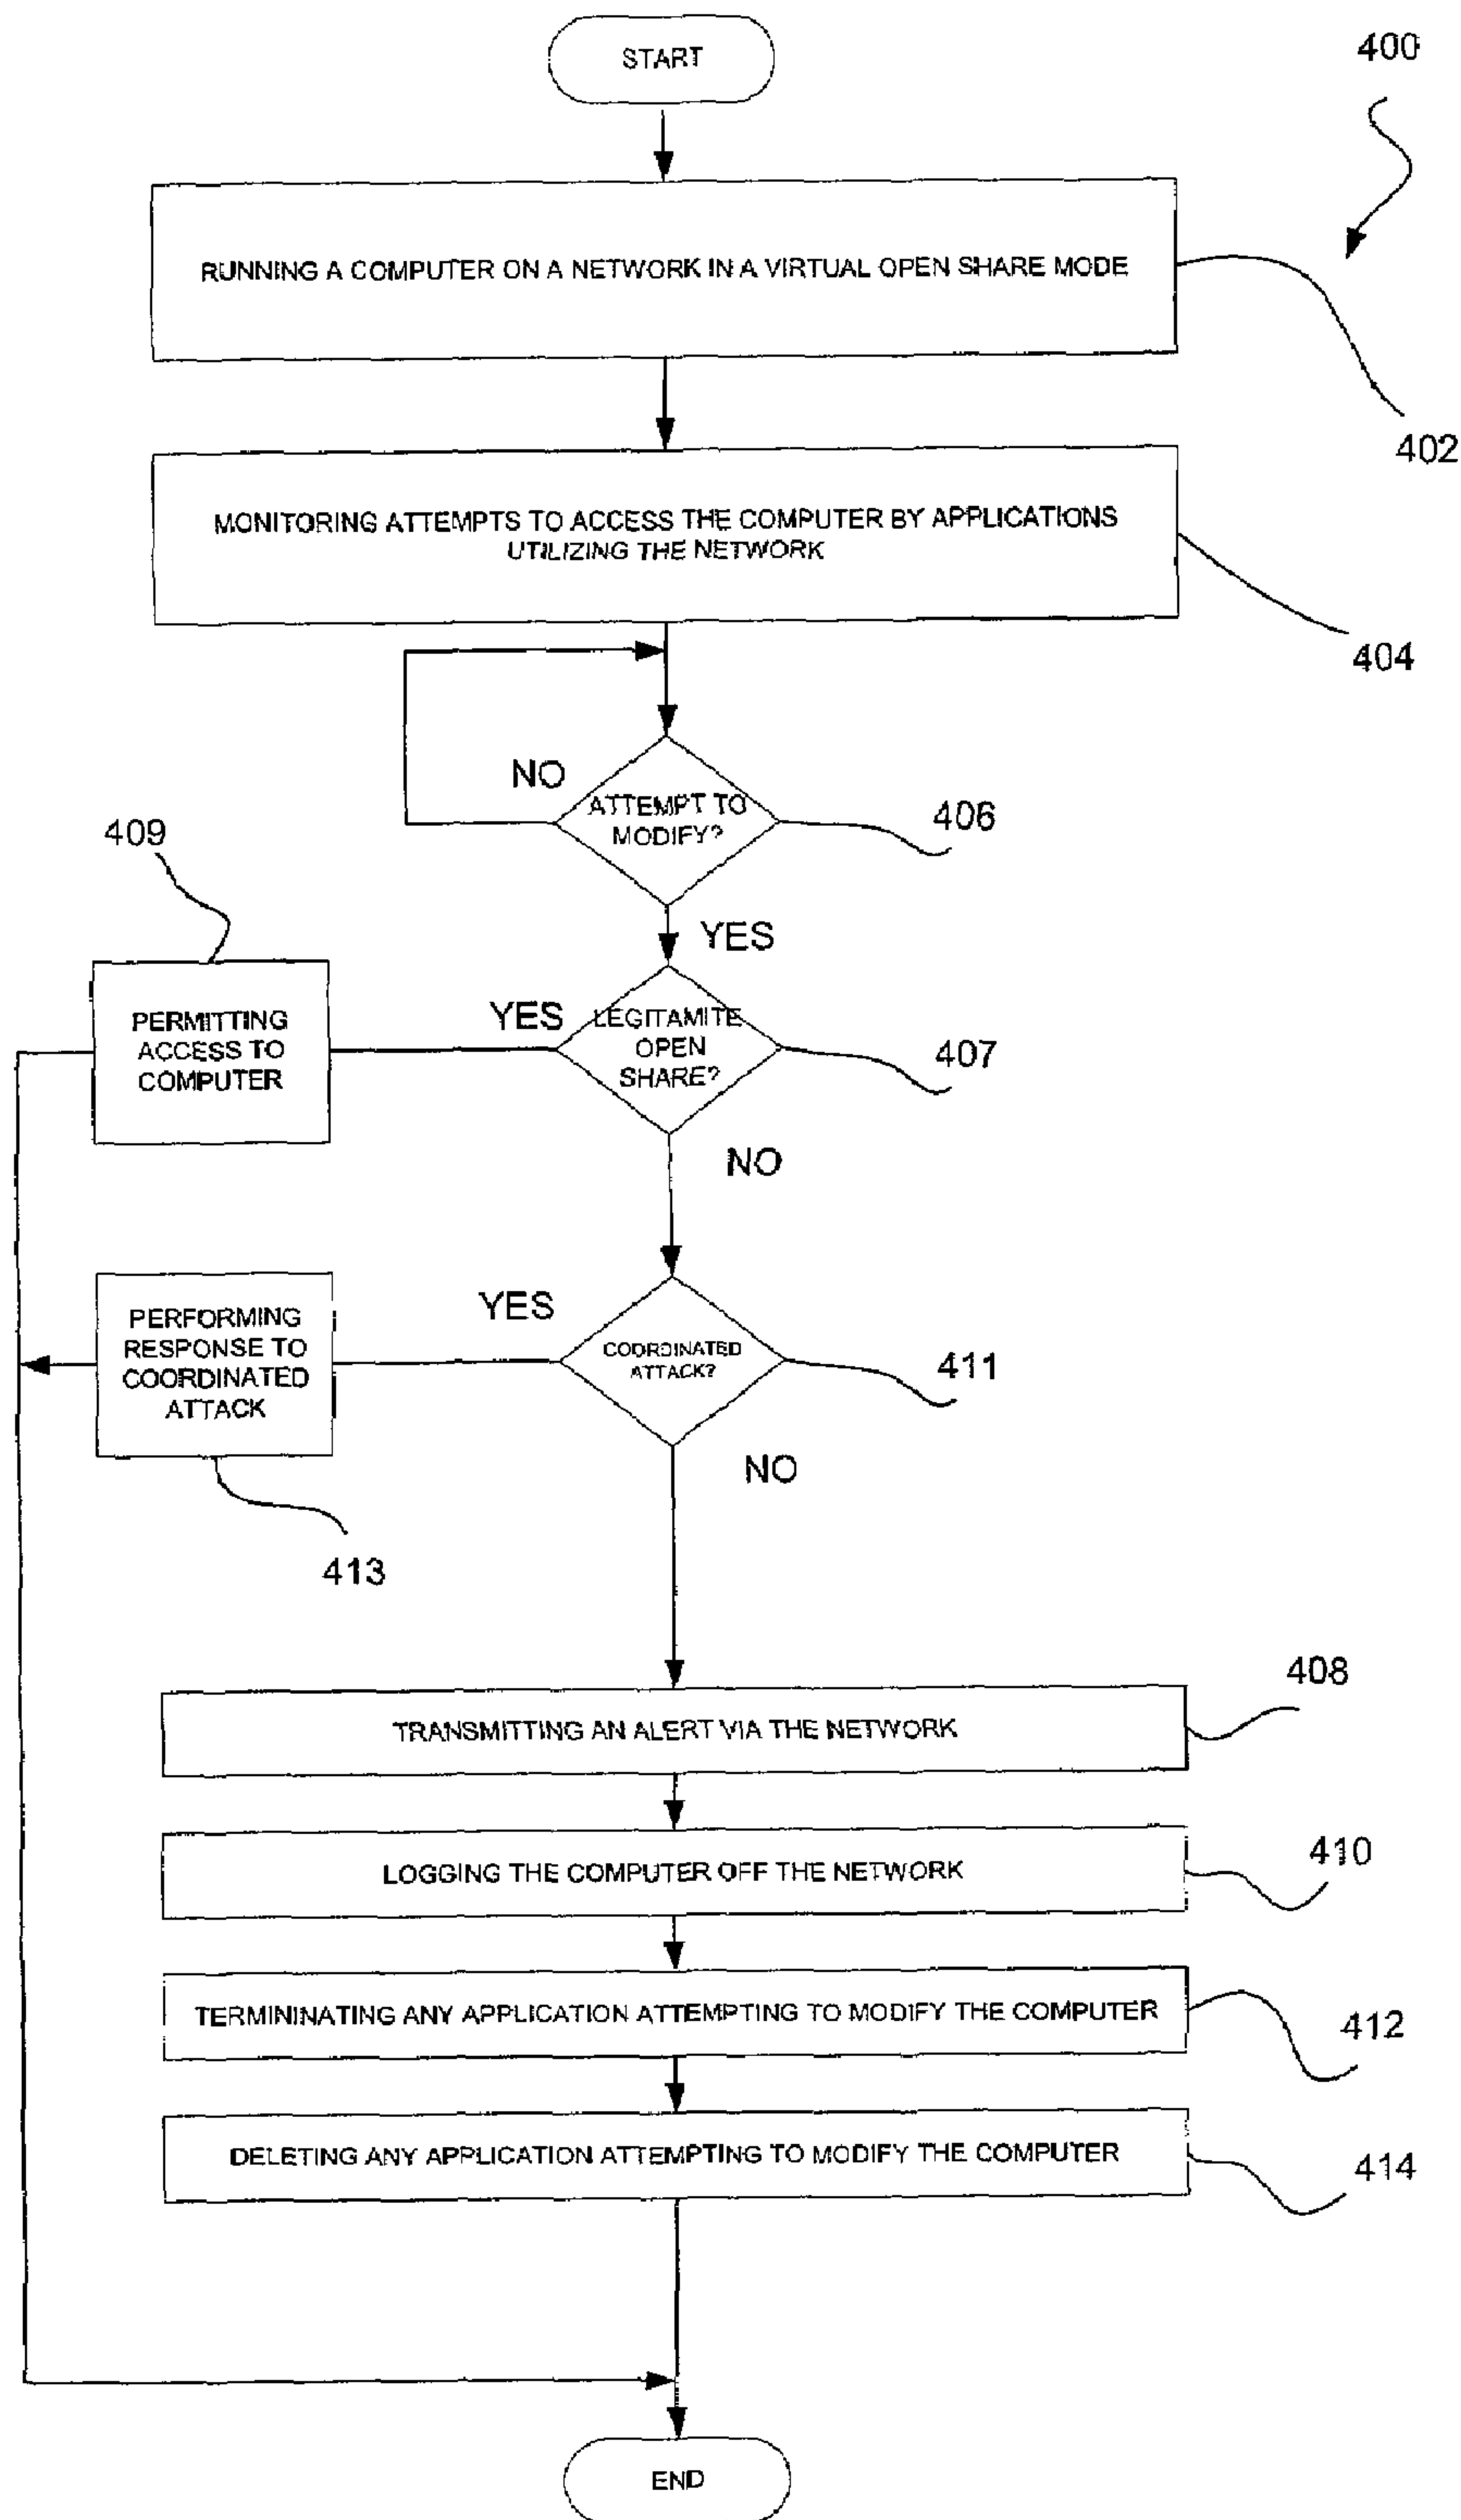 START
400
RUNNING A COMPUTER ON A NETWORK IN A VIRTUAL OPEN SHARE MODE
402
MONITORING ATTEMPTS TO ACCESS THE COMPUTER BY APPLICATIONS
UTILIZING THE NETWORK
404
NO
ATTEMPT TO
MODIFY?
406
YES
409
PERMITTING
ACCESS TO
COMPUTER
YES
LEGITAMITE
OPEN
SHARE?
407
NO
PERFORMING
RESPONSE TO
COORDINATED
ATTACK
YES
COORDINATED
ATTACK?
411
413
NO
408
TRANSMITTING AN ALERT VIA THE NETWORK
LOGGING THE COMPUTER OFF THE NETWORK
410
TERMININATING ANY APPLICATION ATTEMPTING TO MODIFY THE COMPUTER
412
DELETING ANY APPLICATION ATTEMPTING TO MODIFY THE COMPUTER
414
END